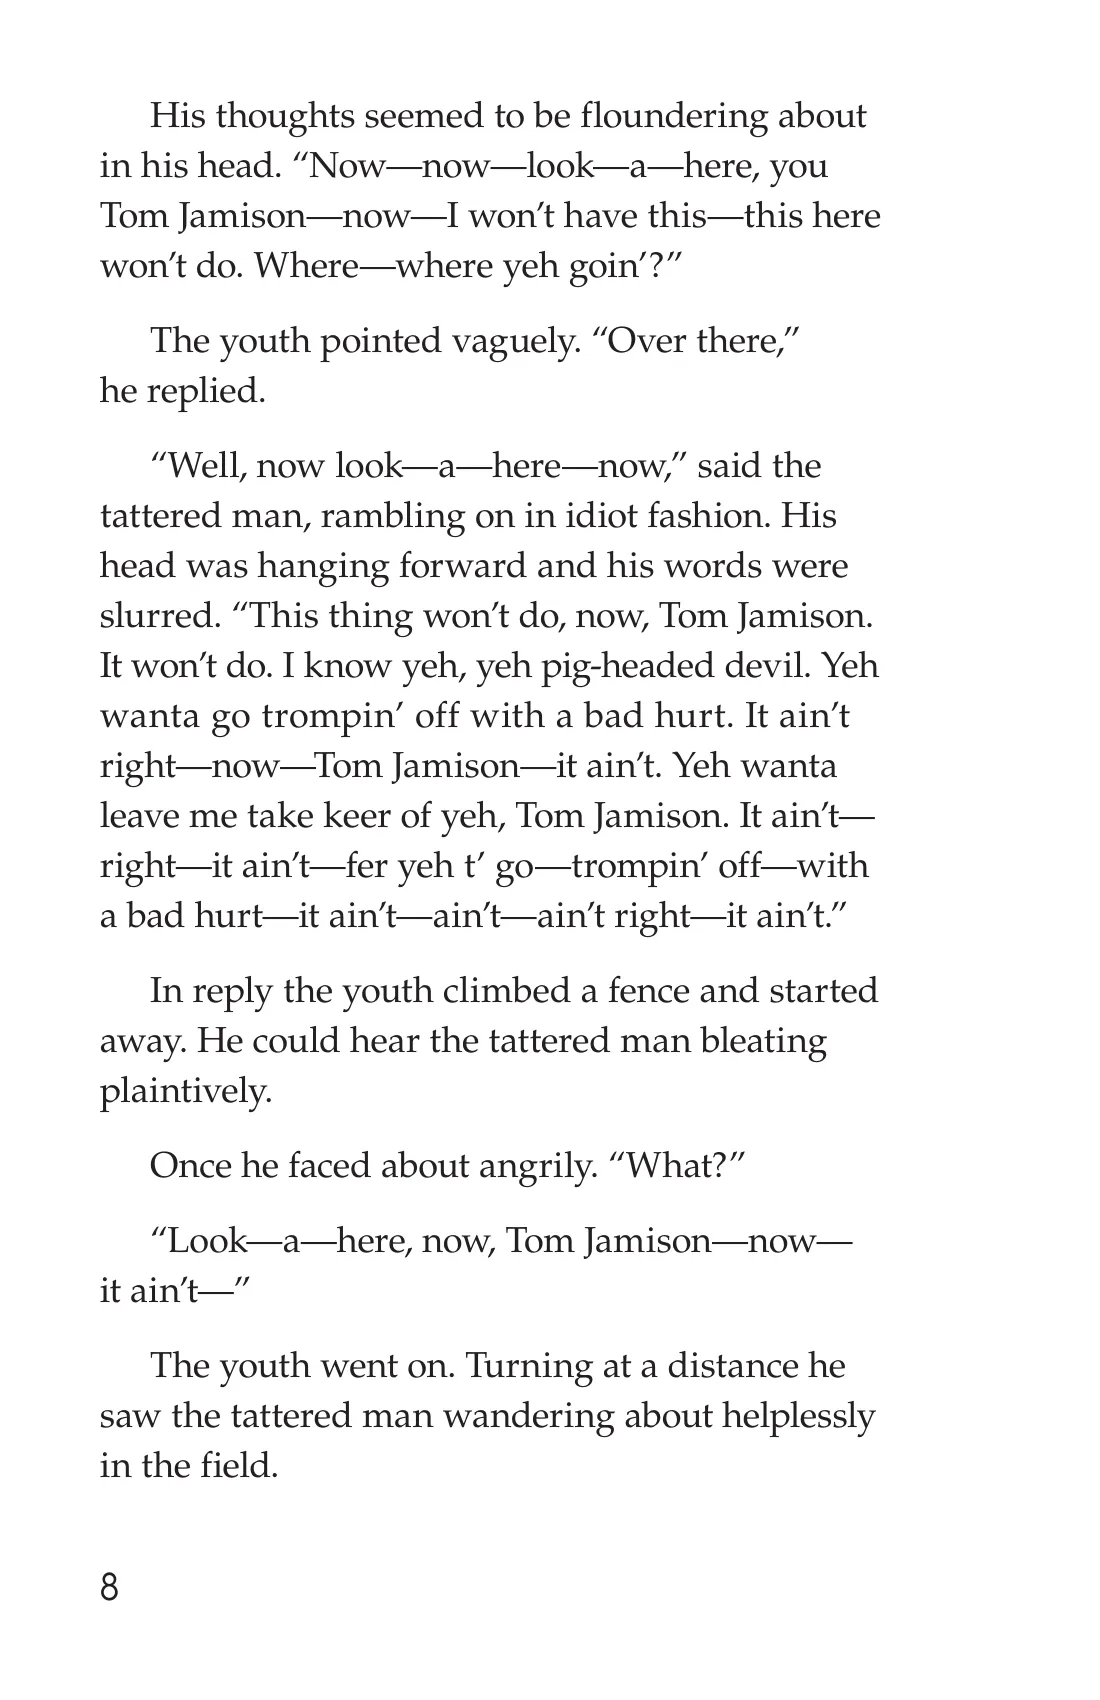 His thoughts seemed to be floundering about
in his head. “Now—now—look—a—here, you
Tom Jamison—now—I won’t have this—this here
won’t do. Where—where yeh goin’?”
The youth pointed vaguely. “Over there,”
he replied.
“Well, now look—a—here—now,” said the
tattered man, rambling on in idiot fashion. His
head was hanging forward and his words were
slurred. “This thing won’t do, now, Tom Jamison.
It won’t do. I know yeh, yeh pig-headed devil. Yeh
wanta go trompin’ off with a bad hurt. It ain’t
right—now—Tom Jamison—it ain’t. Yeh wanta
leave me take keer of yeh, Tom Jamison. It ain’t—
right—it ain’t—fer yeh t’ go—trompin’ off—with
a bad hurt—it ain’t—ain’t—ain’t right—it ain’t.”
In reply the youth climbed a fence and started
away. He could hear the tattered man bleating
plaintively.
Once he faced about angrily. “What?”
“Look—a—here, now, Tom Jamison—now—
it ain’t—”
The youth went on. Turning at a distance he
saw the tattered man wandering about helplessly
in the field.
8